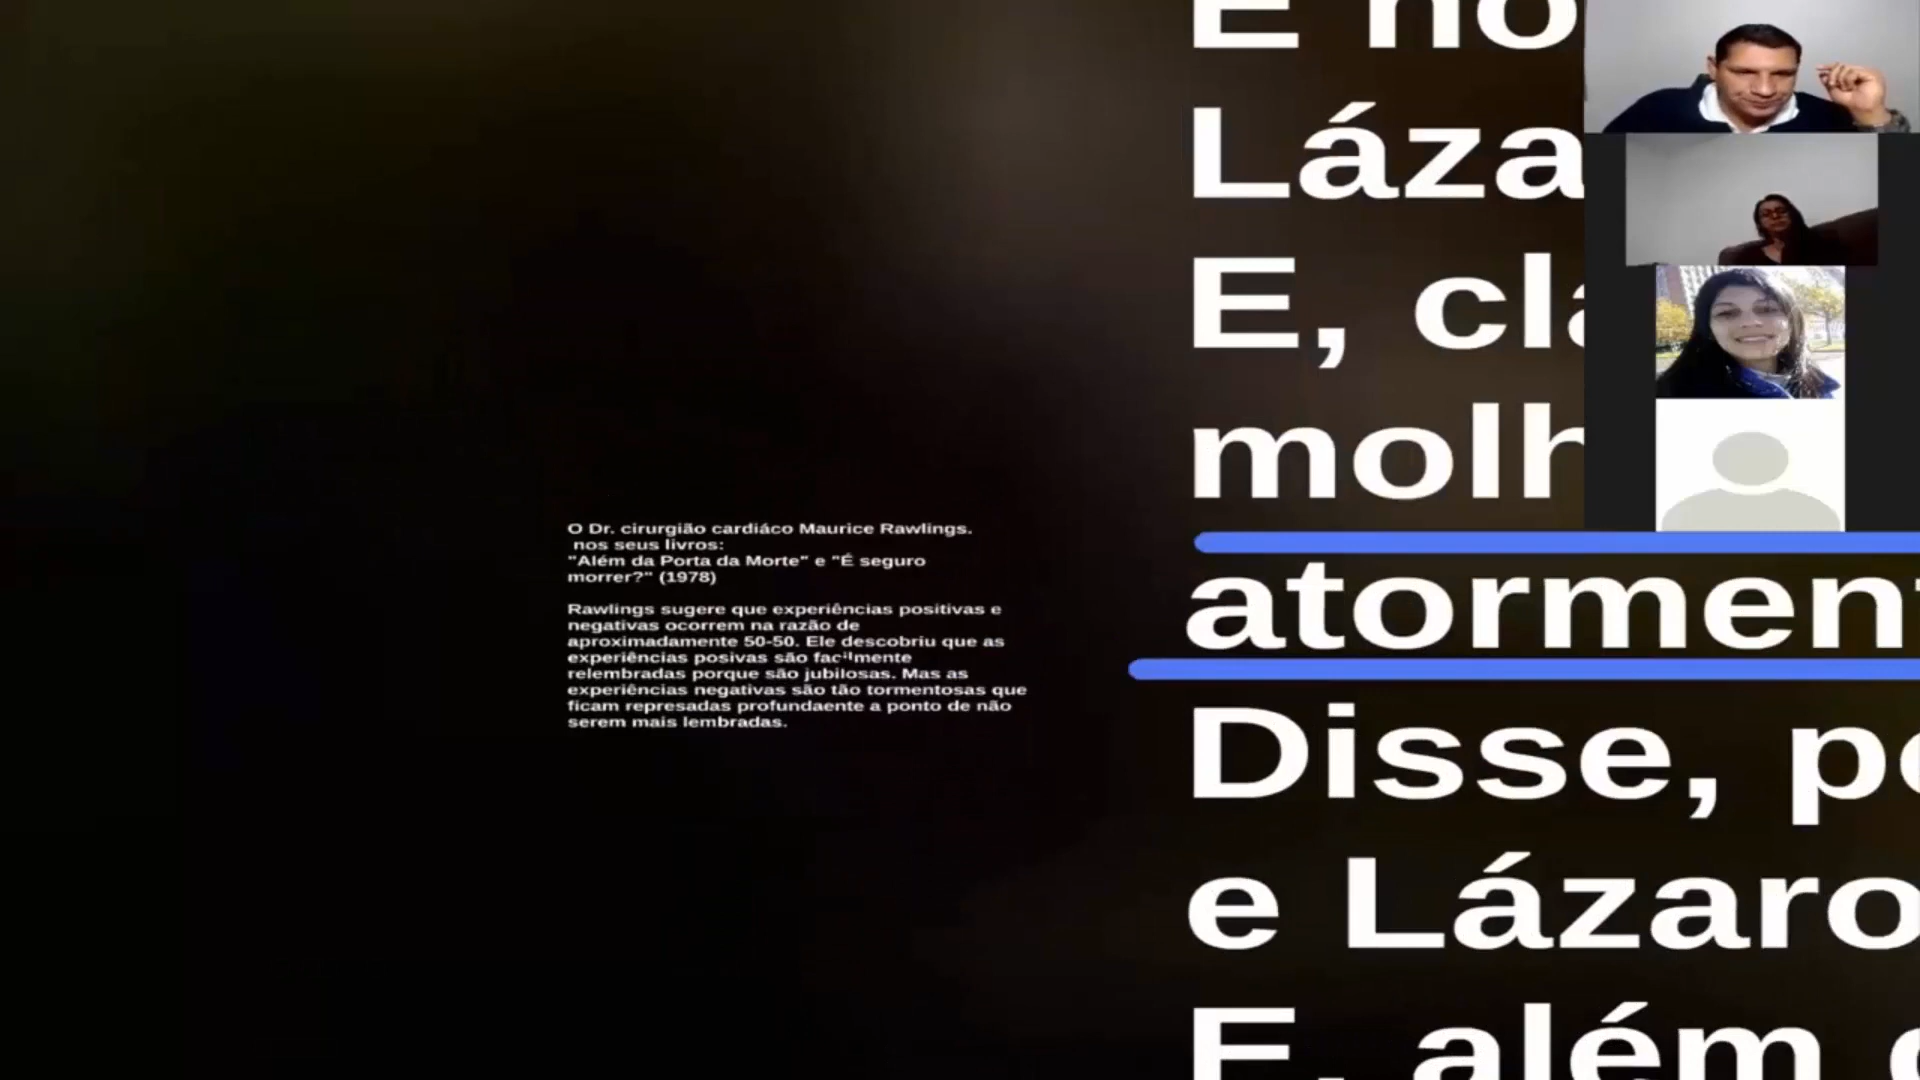 O Dr. cirurgião cardiáco Maurice Rawlings.
nos seus livros:
"Além da Porta da Morte" e "É seguro
morrer?" (1978)
Rawlings sugere que experiências positivas e
negativas ocorrem na razão de
aproximadamente 50-50. Ele descobriu que as
experiências posivas são facilmente
relembradas porque são jubilosas. Mas as
experiências negativas são tão tormentosas que
ficam represadas profundaente a ponto de não
serem mais lembradas.
E no
Láza
E, cla
molh
atorment
Disse, po
e Lázaro
E, além